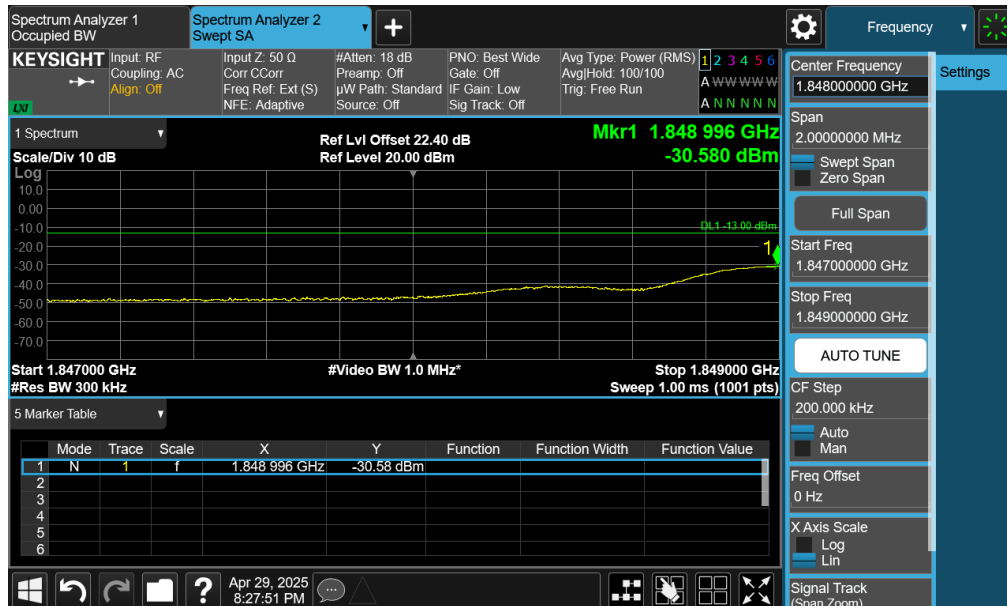 Spectrum Analyzer 1
Occupied BW
Spectrum Analyzer 2
Swept SA
Frequency
KEYSIGHT
LXI
Input: RF
Coupling: AC
Align: Off
Input Z: 50 Ω
Corr CCorr
Freq Ref: Ext (S)
NFE: Adaptive
#Atten: 18 dB
Preamp: Off
µW Path: Standard
Source: Off
PNO: Best Wide
Gate: Off
IF Gain: Low
Sig Track: Off
Avg Type: Power (RMS)
Avg|Hold: 100/100
Trig: Free Run
1 2 3 4 5 6
A W W W W W
A N N N N N
1 Spectrum
Scale/Div 10 dB
Ref Lvl Offset 22.40 dB
Ref Level 20.00 dBm
Mkr1 1.848 996 GHz
-30.580 dBm
Log
10.0
0.00
-10.0
-20.0
-30.0
-40.0
-50.0
-60.0
-70.0
DL1 -13.00 dBm
1
Start 1.847000 GHz
#Res BW 300 kHz
#Video BW 1.0 MHz*
Stop 1.849000 GHz
Sweep 1.00 ms (1001 pts)
5 Marker Table
Mode Trace Scale X Y Function Function Width Function Value
1 N 1 f 1.848 996 GHz -30.58 dBm
2
3
4
5
6
Apr 29, 2025
8:27:51 PM
Center Frequency
1.848000000 GHz
Settings
Span
2.00000000 MHz
Swept Span
Zero Span
Full Span
Start Freq
1.847000000 GHz
Stop Freq
1.849000000 GHz
AUTO TUNE
CF Step
200.000 kHz
Auto
Man
Freq Offset
0 Hz
X Axis Scale
Log
Lin
Signal Track
(Span Zoom)